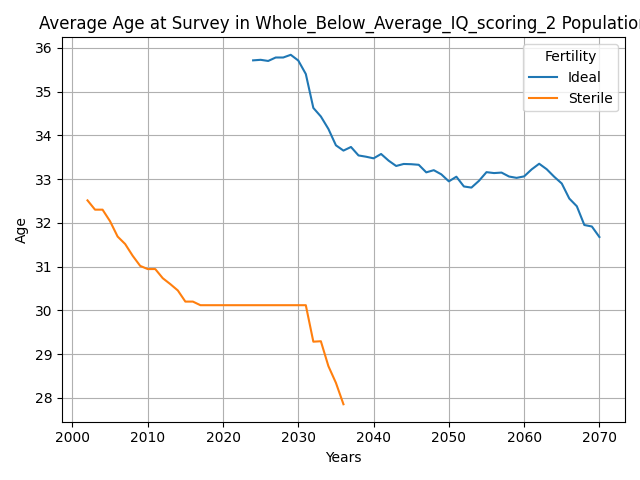 Average Age at Survey in Whole_Below_Average_IQ_scoring_2 Population
Fertility
Ideal
Sterile
Age
36
35
34
33
32
31
30
29
28
2000 2010 2020 2030 2040 2050 2060 2070
Years